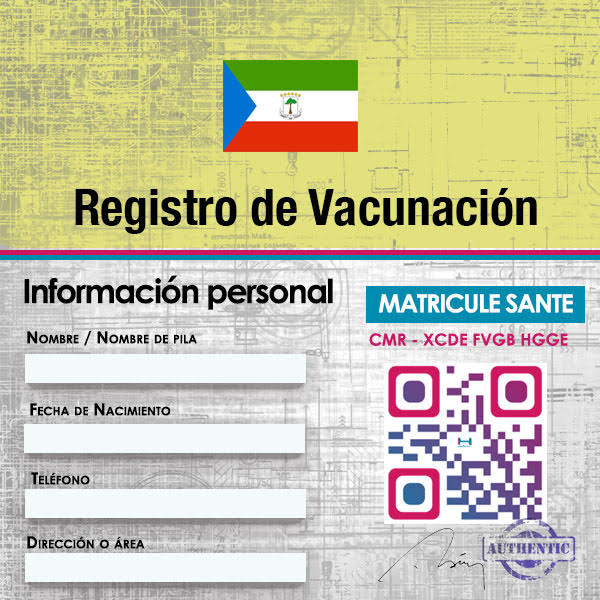 Registro de Vacunación
Información personal
MATRICULE SANTE
CMR - XCDE FVGB HGGE
Nombre / Nombre de pila
Fecha de Nacimiento
Teléfono
Dirección o área
AUTHENTIC